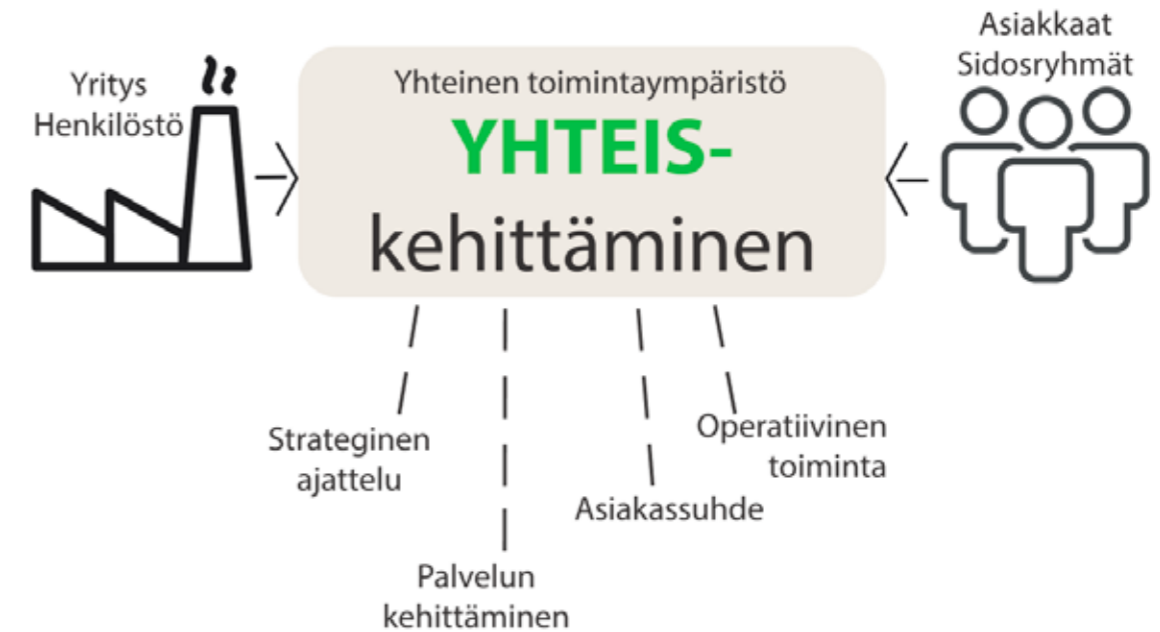 Yritys
Henkilöstö
Yhteinen toimintaympäristö
YHTEIS-
kehittäminen
Asiakkaat
Sidosryhmät
Strateginen
ajattelu
Palvelun
kehittäminen
Asiakassuhde
Operatiivinen
toiminta